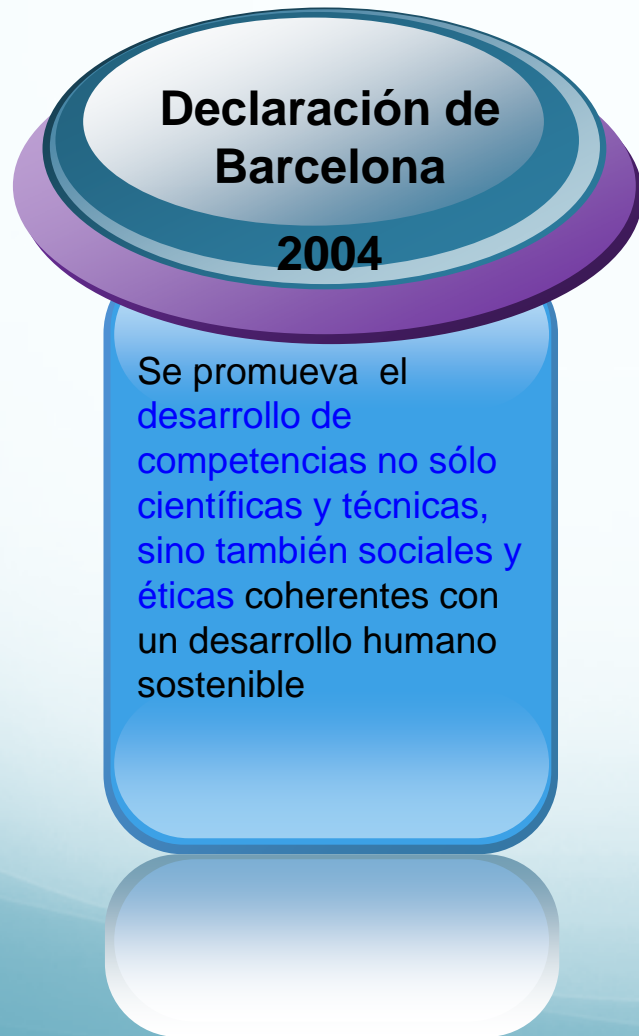 Declaración de
Barcelona
2004
Se promueva  el
desarrollo de
competencias no sólo
científicas y técnicas,
sino también sociales y
éticas coherentes con
un desarrollo humano
sostenible